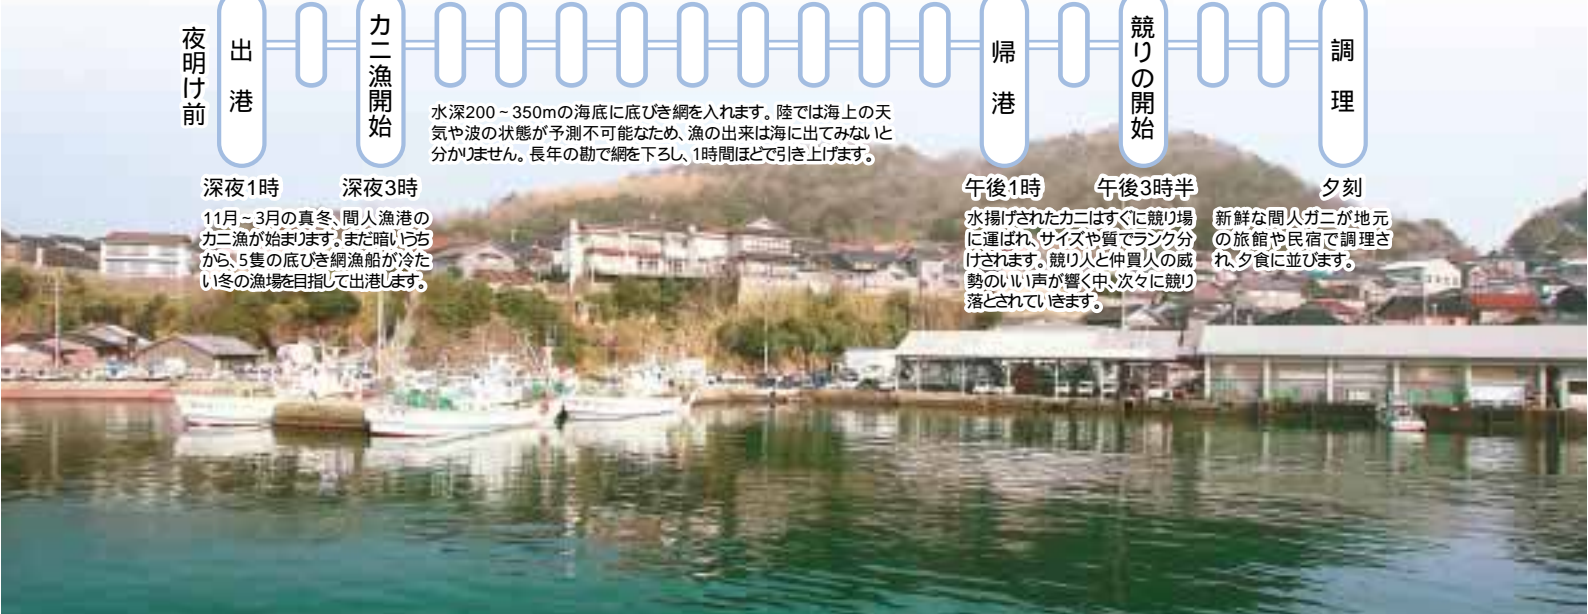 夜明け前
出港
深夜1時
11月~3月の真冬、間人漁港の
カニ漁が始まります。まだ暗いうち
から、5隻の底びき網漁船が冷た
い冬の漁場を目指して出港します。
カニ漁開始
深夜3時
水深200~350mの海底に底びき網を入れます。陸では海上の天
気や波の状態が予測不可能なため、漁の出来は海に出てみないと
分かりません。長年の勘で網を下ろし、1時間ほどで引き上げます。
帰港
午後1時
水揚げされたカニはすぐに競り場
に運ばれ、サイズや質でランク分
けされます。競り人と仲買人の威
勢のいい声が響く中、次々に競り
落とされていきます。
競りの開始
午後3時半
調理
夕刻
新鮮な間人ガニが地元
の旅館や民宿で調理さ
れ、夕食に並びます。